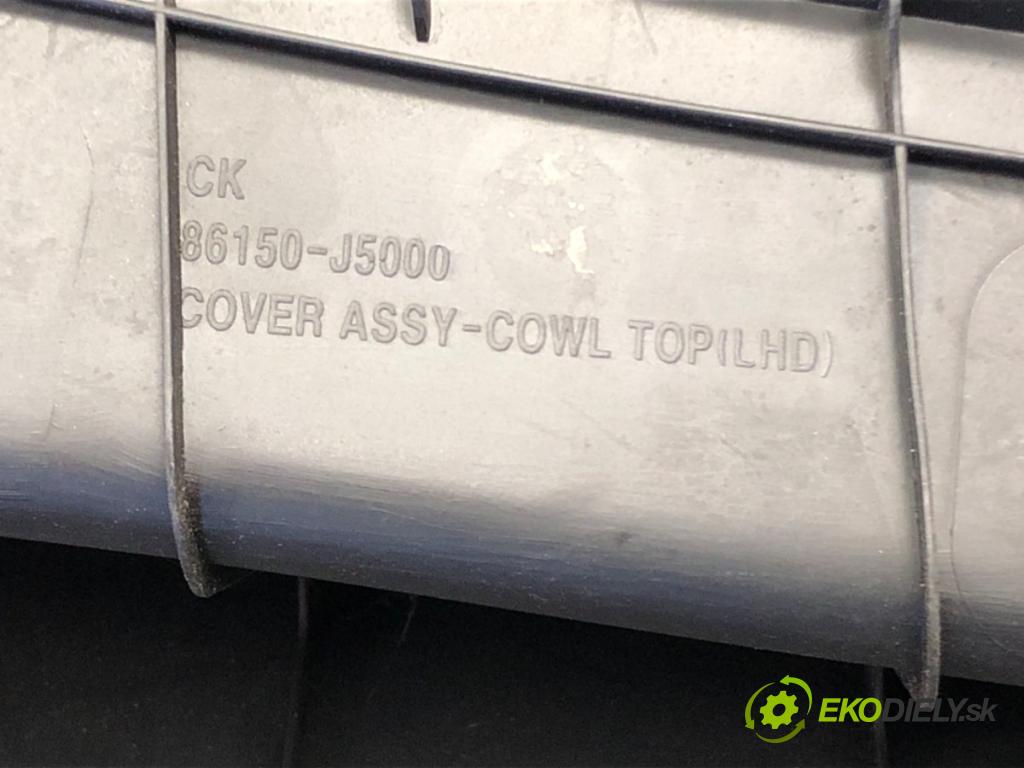 CK
86150-J5000
COVER ASSY-COWL TOP(LHD)
EKODIELY.sk